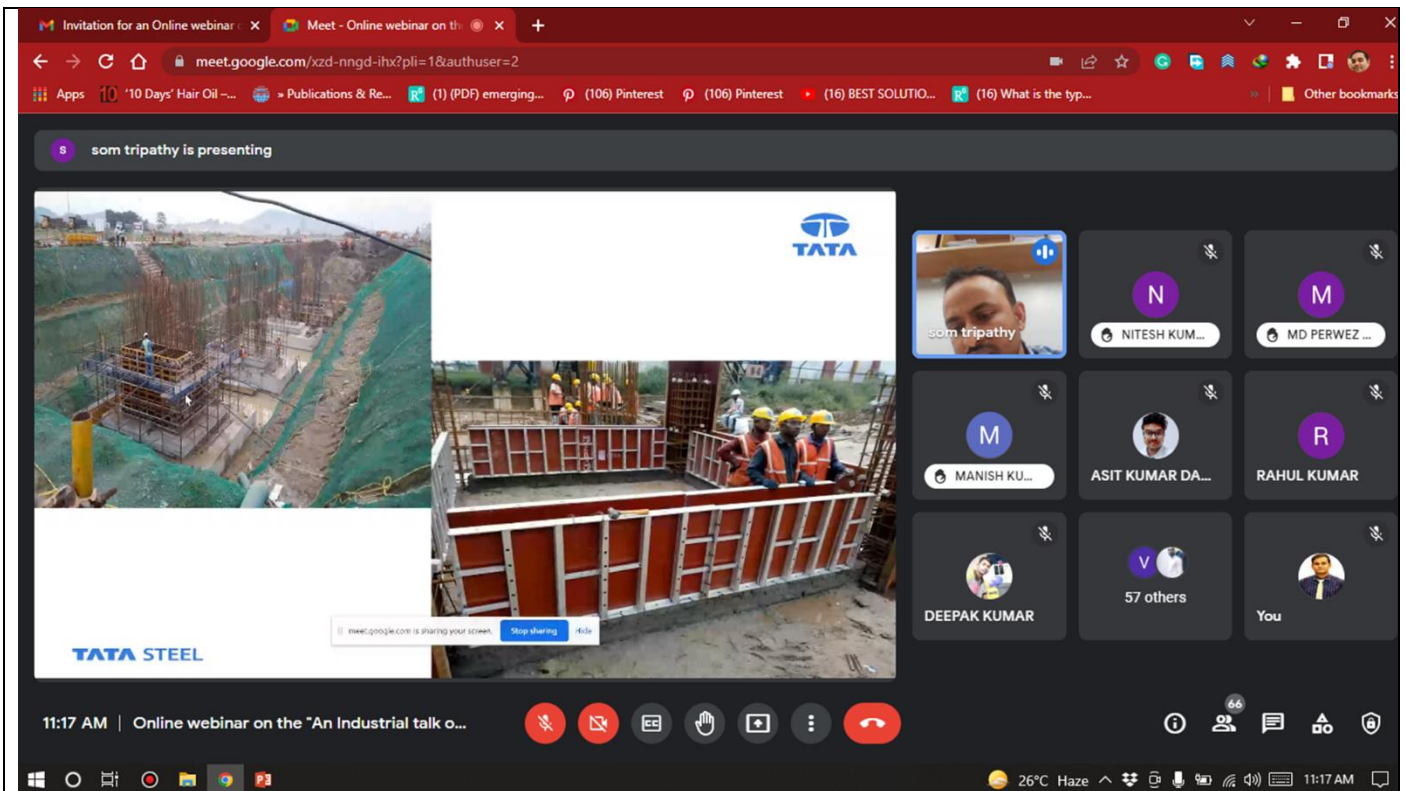 Invitation for an Online webinar o
Meet - Online webinar on th
meet.google.com/xzd-nngd-ihx?pli=1&authuser=2
Apps
'10 Days' Hair Oil –...
» Publications & Re...
(1) (PDF) emerging...
(106) Pinterest
(106) Pinterest
(16) BEST SOLUTIO...
(16) What is the typ...
»
Other bookmarks
s
som tripathy is presenting
TATA
meet.google.com is sharing your screen.
Stop sharing
Hide
TATA STEEL
som tripathy
N
NITESH KUM...
M
MD PERWEZ ...
M
MANISH KU...
ASIT KUMAR DA...
R
RAHUL KUMAR
DEEPAK KUMAR
V
57 others
You
11:17 AM | Online webinar on the "An Industrial talk o...
CC
66
26°C Haze
11:17 AM